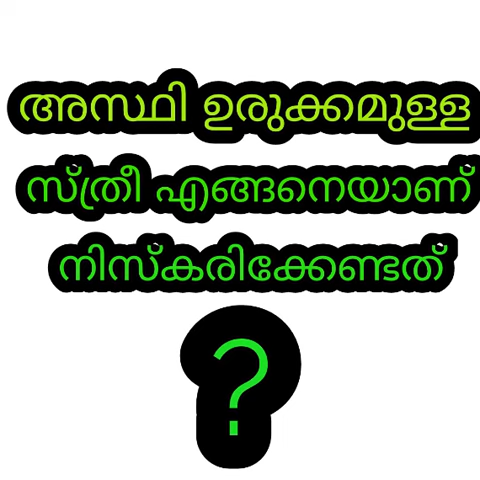 അസ്ഥി ഉരുക്കമുള്ള
സ്ത്രീ എങ്ങനെയാണ്
നിസ്കരിക്കേണ്ടത്
?